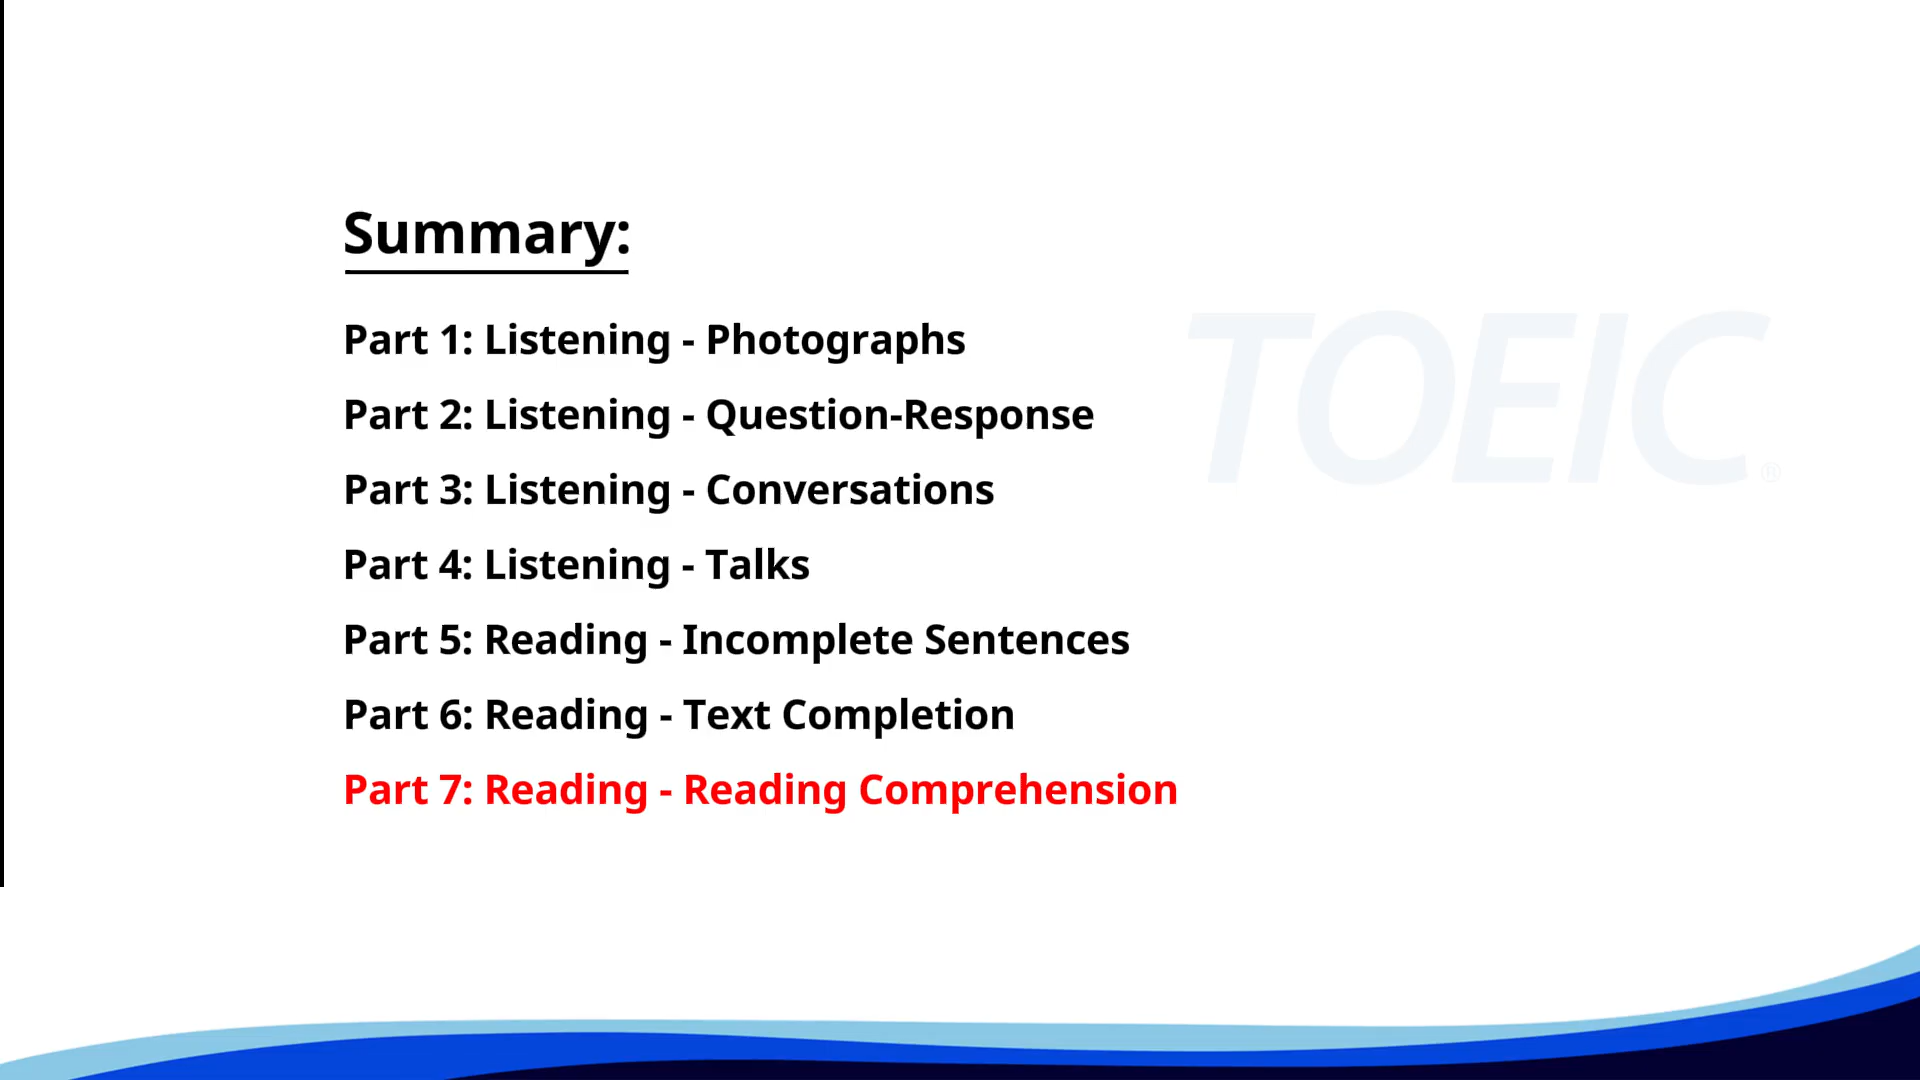 Summary:
Part 1: Listening - Photographs
Part 2: Listening - Question-Response
TOEIC®
Part 3: Listening - Conversations
Part 4: Listening - Talks
Part 5: Reading - Incomplete Sentences
Part 6: Reading - Text Completion
Part 7: Reading - Reading Comprehension